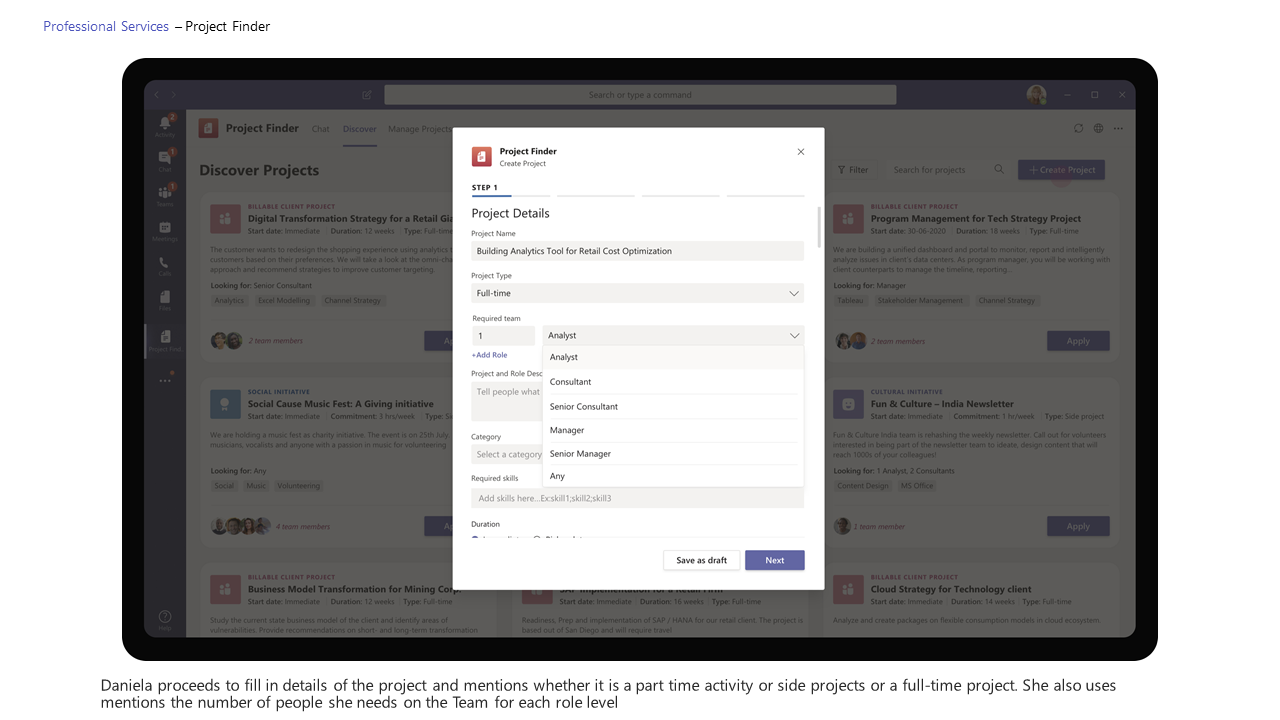 Professional Services – Project Finder
Search or type a command
Activity
2
Chat
1
Teams
1
Meetings
Calls
Files
Project Find
Help
Project Finder
Chat
Discover
Manage Projects
Discover Projects
Filter
Search for projects
+ Create Project
BILLABLE CLIENT PROJECT
Digital Transformation Strategy for a Retail Gia
Start date: Immediate Duration: 12 weeks Type: Full-time
The customer wants to redesign the shopping experience using analytics t
customers based on their preferences. We will take a look at the omni-cha
approach and recommend strategies to improve customer targeting.
Looking for: Senior Consultant
Analytics Excel Modelling Channel Strategy
2 team members
Ap
BILLABLE CLIENT PROJECT
Program Management for Tech Strategy Project
Start date: 30-06-2020 Duration: 18 weeks Type: Full-time
We are building a unified dashboard and portal to monitor, report and intelligently
analyze issues in client's data centers. As program manager, you will be working with
client counterparts to manage the timeline, reporting...
Looking for: Manager
Tableau Stakeholder Management Channel Strategy
2 team members
Apply
SOCIAL INITIATIVE
Social Cause Music Fest: A Giving initiative
Start date: Immediate Commitment: 3 hrs/week Type: Si
We are holding a music fest as charity initiative. The event is on 25th July.
musicians, vocalists and anyone with a passion in music for volunteering
Looking for: Any
Social Music Volunteering
4 team members
Ap
CULTURAL INITIATIVE
Fun & Culture – India Newsletter
Start date: Immediate Commitment: 1 hr/week Type: Side project
Fun & Culture India team is rehashing the weekly newsletter. Call out for volunteers
interested in being part of the newsletter team to ideate, design content that will
reach 1000s of your colleagues!
Looking for: 1 Analyst, 2 Consultants
Content Design MS Office
1 team member
Apply
BILLABLE CLIENT PROJECT
Business Model Transformation for Mining Corp.
Start date: Immediate Duration: 12 weeks Type: Full-time
Study the current state business model of the client and identify areas of
vulnerabilities. Provide recommendations on short- and long-term transformation
SAP Implementation for a Retail Firm
Start date: Immediate Duration: 16 weeks Type: Full-time
Readiness, Prep and implementation of SAP / HANA for our retail client. The project is
based out of San Diego and will require travel
BILLABLE CLIENT PROJECT
Cloud Strategy for Technology client
Start date: Immediate Duration: 14 weeks Type: Full-time
Analyze and create packages on flexible consumption models in cloud ecosystem.
Project Finder
Create Project
STEP 1
Project Details
Project Name
Building Analytics Tool for Retail Cost Optimization
Project Type
Full-time
Required team
1
Analyst
+Add Role
Analyst
Consultant
Senior Consultant
Manager
Senior Manager
Any
Project and Role Desc
Tell people what
Category
Select a category
Required skills
Add skills here...Ex:skill1;skill2;skill3
Duration
Save as draft
Next
Daniela proceeds to fill in details of the project and mentions whether it is a part time activity or side projects or a full-time project. She also uses
mentions the number of people she needs on the Team for each role level